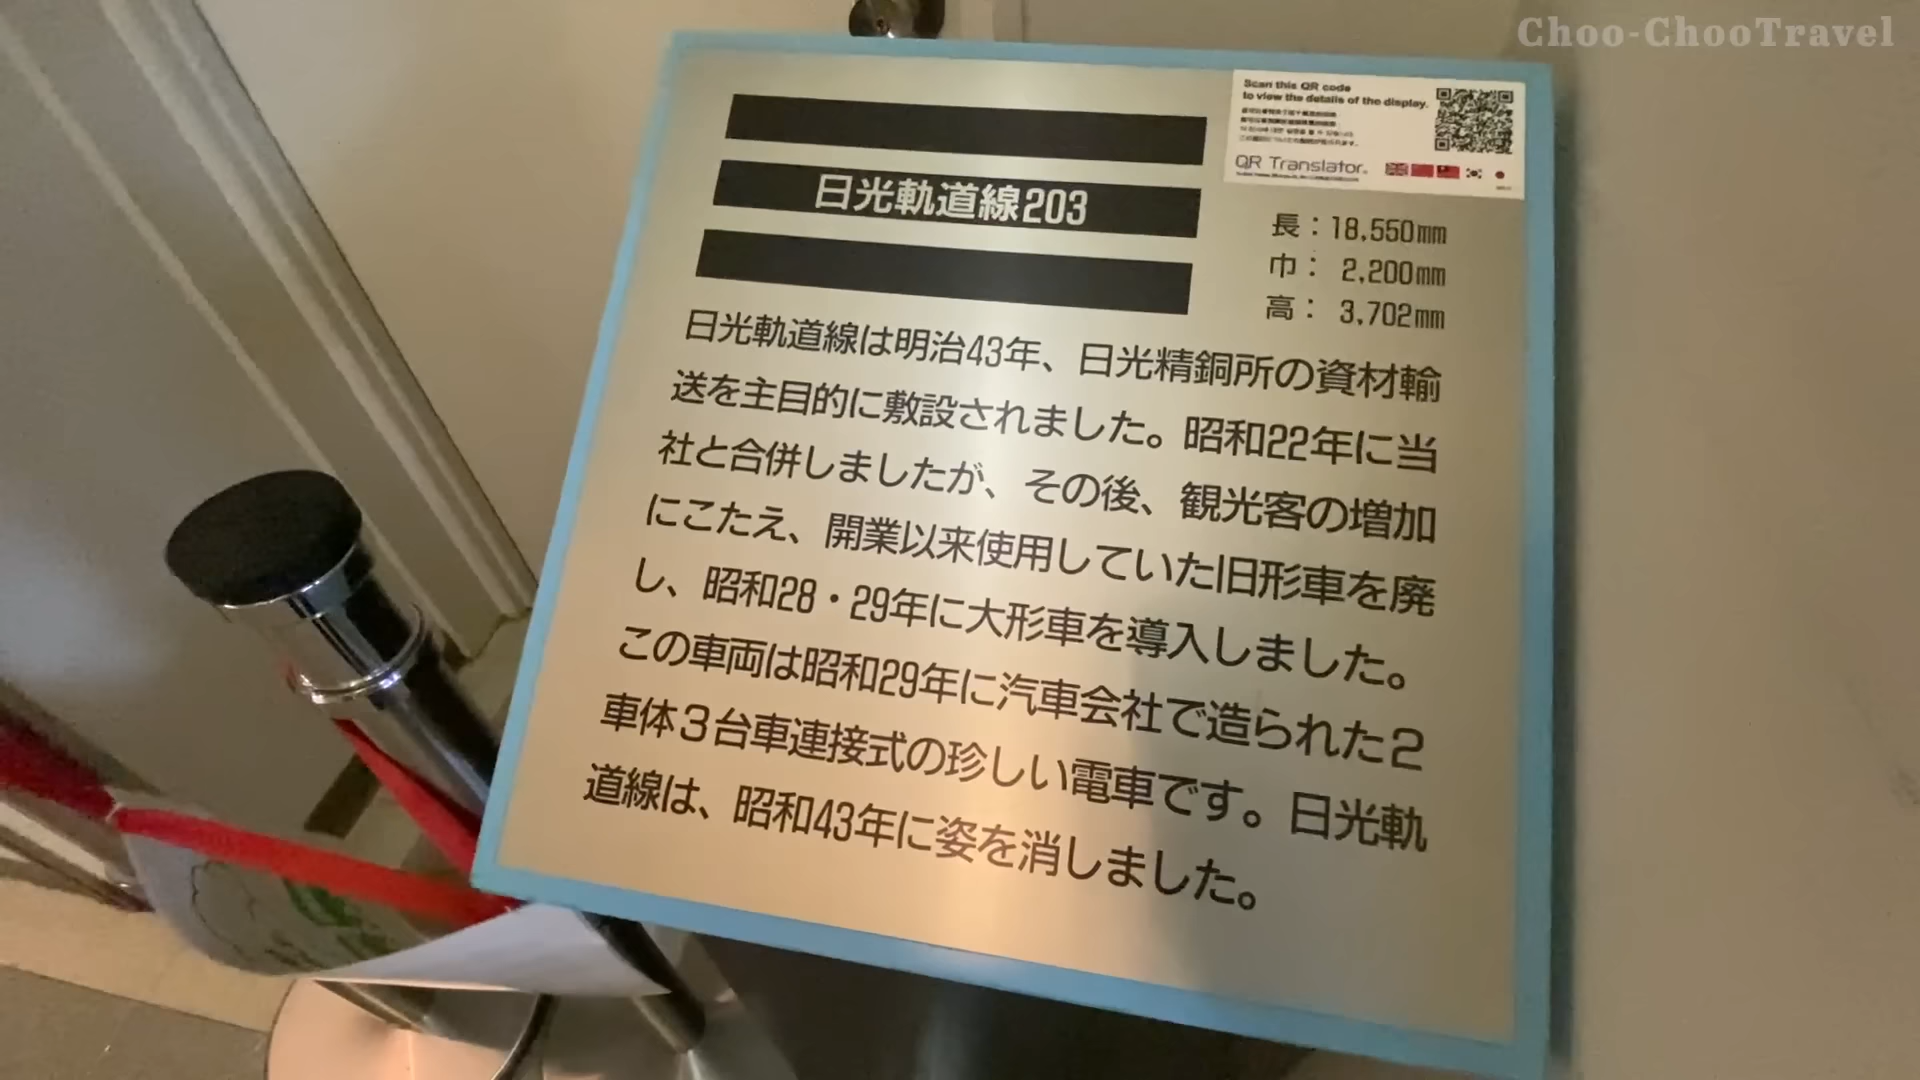 Choo-ChooTravel
Scan this QR code
to view the details of the display.
QR Translator
日光軌道線203
長：18,550mm
巾： 2,200mm
高： 3,702mm
日光軌道線は明治43年、日光精銅所の資材輸
送を主目的に敷設されました。昭和22年に当
社と合併しましたが、その後、観光客の増加
にこたえ、開業以来使用していた旧形車を廃
し、昭和28・29年に大形車を導入しました。
この車両は昭和29年に汽車会社で造られた2
車体3台車連接式の珍しい電車です。日光軌
道線は、昭和43年に姿を消しました。